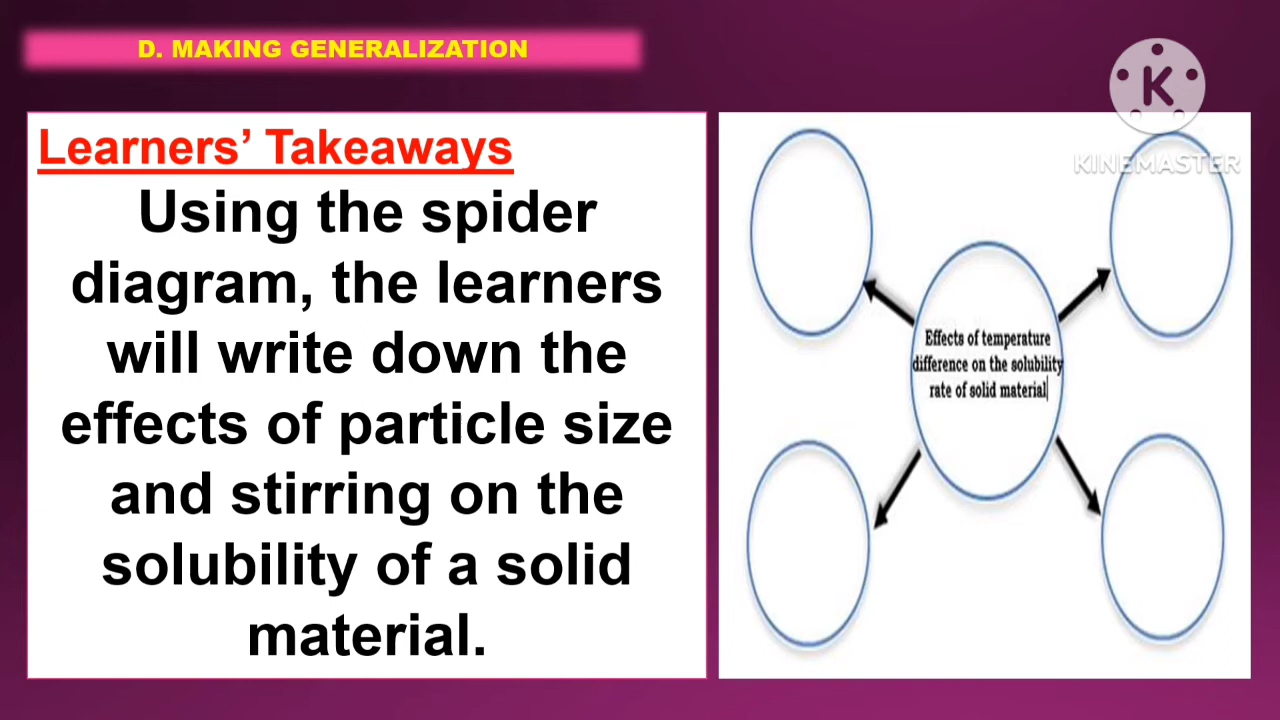 D. MAKING GENERALIZATION
K
KINEMASTER
Learners’ Takeaways
Using the spider
diagram, the learners
will write down the
effects of particle size
and stirring on the
solubility of a solid
material.
Effects of temperature
difference on the solubility
rate of solid material